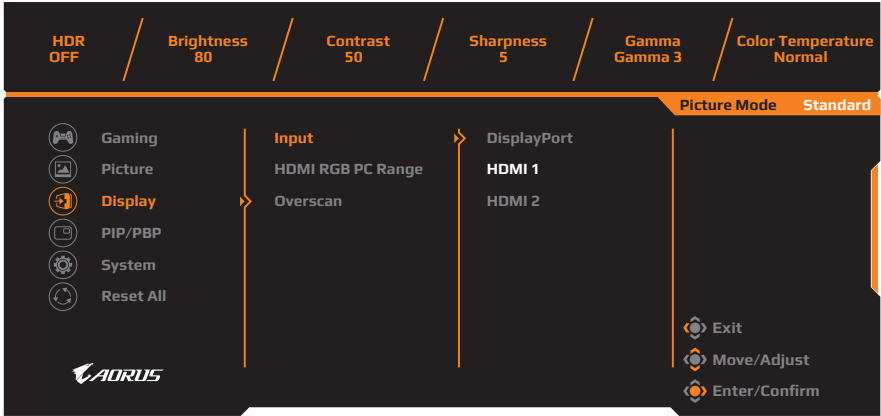 HDR Brightness Contrast Sharpness Gamma Color Temperature
OFF 80 50 5 Gamma 3 Normal
Picture Mode Standard
Gaming Input DisplayPort
Picture HDMI RGB PC Range HDMI 1
Display Overscan HDMI 2
PIP/PBP
System
Reset All
Exit
Move/Adjust
AORUS
Enter/Confirm